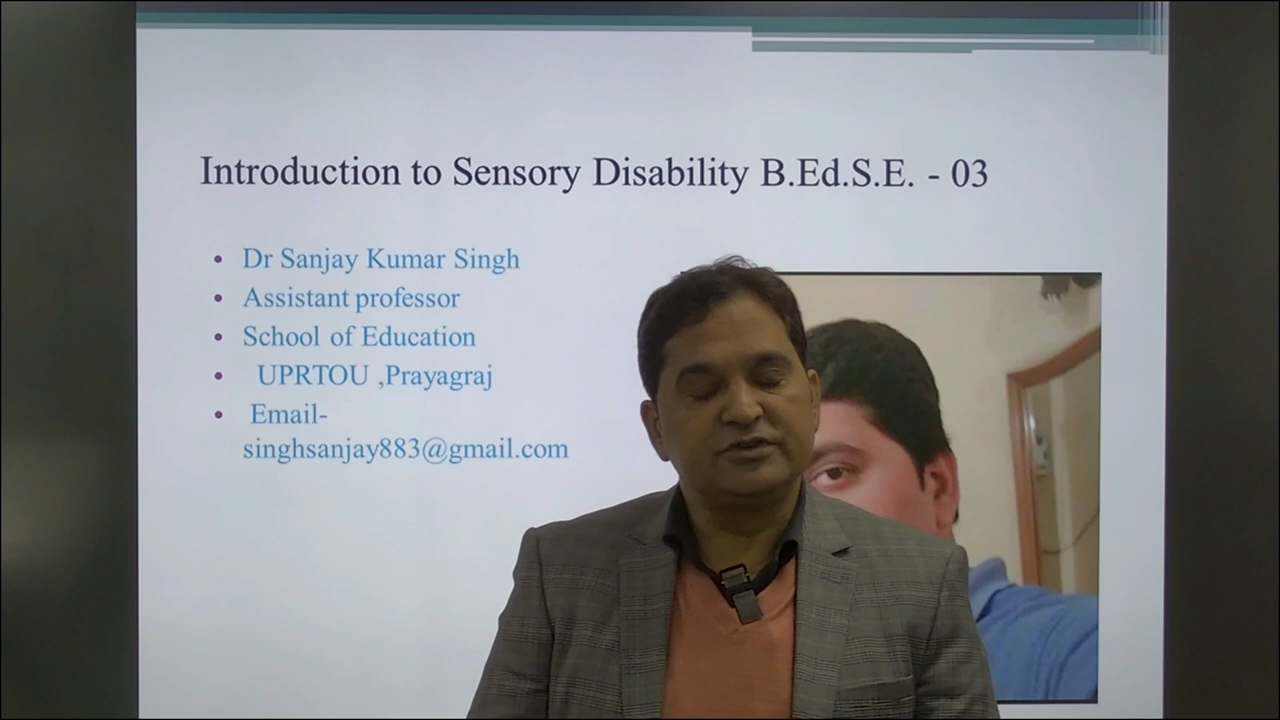 Introduction to Sensory Disability B.Ed.S.E. - 03
• Dr Sanjay Kumar Singh
• Assistant professor
• School of Education
• UPRTOU ,Prayagraj
• Email-
singhsanjay883@gmail.com